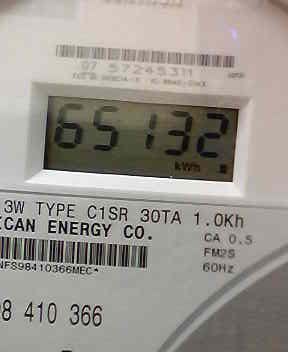 07 57245311
65132
kWh
3W TYPE C1SR 30TA 1.0Kh
ICAN ENERGY CO.
CA 0.5
FM2S
60Hz
NFS98410366MEC*
98 410 366